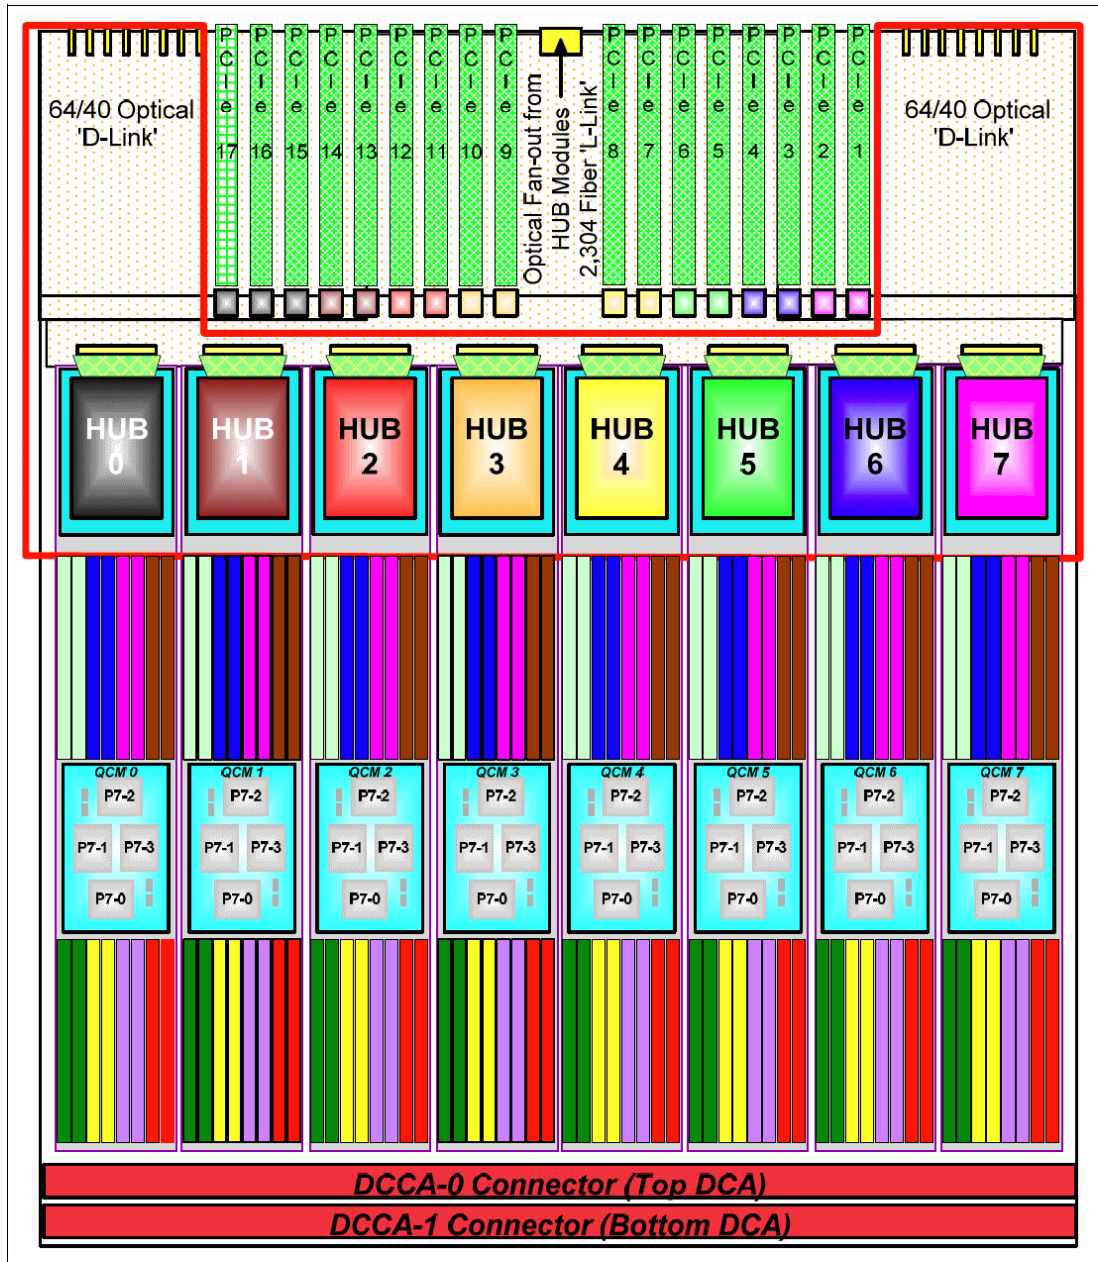 64/40 Optical
'D-Link'
PCIe 17
PCIe 16
PCIe 15
PCIe 14
PCIe 13
PCIe 12
PCIe 11
PCIe 10
PCIe 9
Optical Fan-out from
HUB Modules
2,304 Fiber 'L-Link'
PCIe 8
PCIe 7
PCIe 6
PCIe 5
PCIe 4
PCIe 3
PCIe 2
PCIe 1
64/40 Optical
'D-Link'
HUB 0
HUB 1
HUB 2
HUB 3
HUB 4
HUB 5
HUB 6
HUB 7
QCM 0
P7-2
P7-1 P7-3
P7-0
QCM 1
P7-2
P7-1 P7-3
P7-0
QCM 2
P7-2
P7-1 P7-3
P7-0
QCM 3
P7-2
P7-1 P7-3
P7-0
QCM 4
P7-2
P7-1 P7-3
P7-0
QCM 5
P7-2
P7-1 P7-3
P7-0
QCM 6
P7-2
P7-1 P7-3
P7-0
QCM 7
P7-2
P7-1 P7-3
P7-0
DCCA-0 Connector (Top DCA)
DCCA-1 Connector (Bottom DCA)